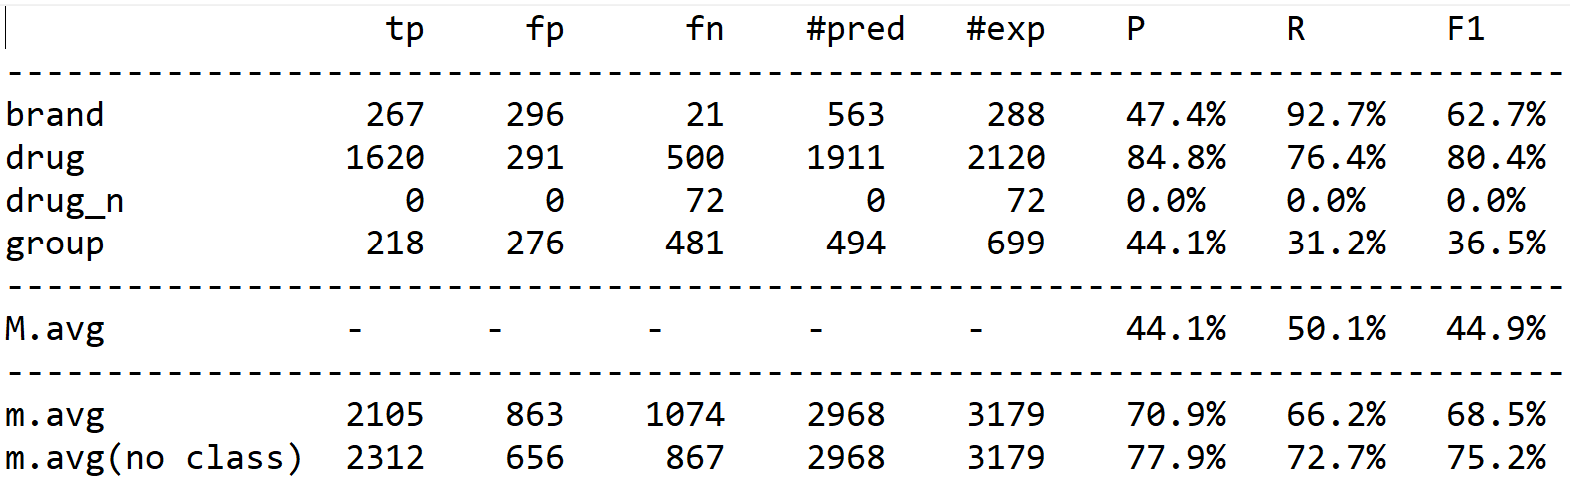 tp     fp      fn    #pred   #exp    P       R       F1
------------------------------------------------------------------------------
brand             267    296      21     563     288    47.4%   92.7%   62.7%
drug             1620    291     500    1911    2120    84.8%   76.4%   80.4%
drug_n              0      0      72       0      72    0.0%    0.0%    0.0%
group             218    276     481     494     699    44.1%   31.2%   36.5%
------------------------------------------------------------------------------
M.avg            -      -       -       -       -       44.1%   50.1%   44.9%
------------------------------------------------------------------------------
m.avg            2105    863    1074    2968    3179    70.9%   66.2%   68.5%
m.avg(no class)  2312    656     867    2968    3179    77.9%   72.7%   75.2%